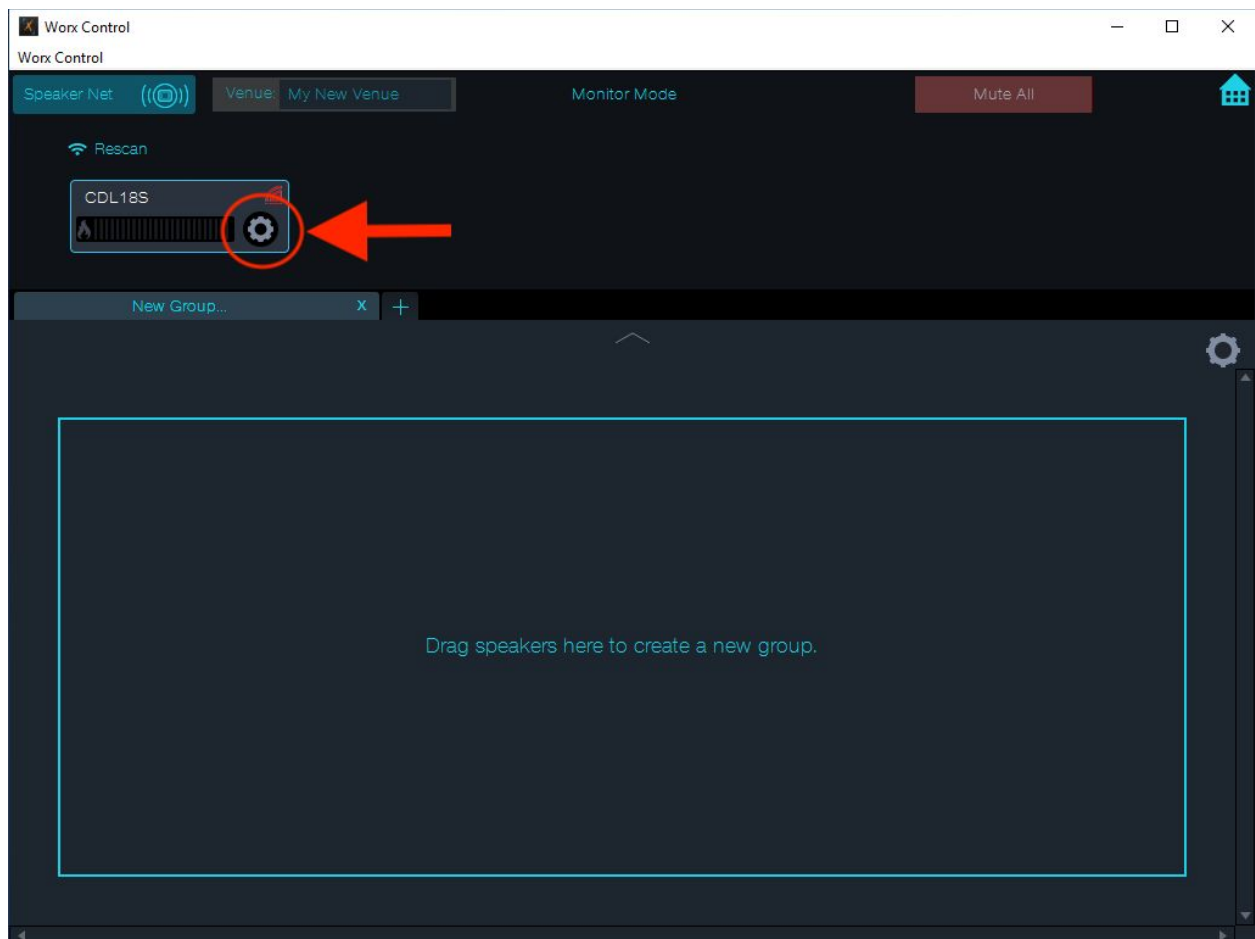 Worx Control
Worx Control
Speaker Net Venue: My New Venue Monitor Mode Mute All
Rescan
CDL18S
New Group... x +
Drag speakers here to create a new group.